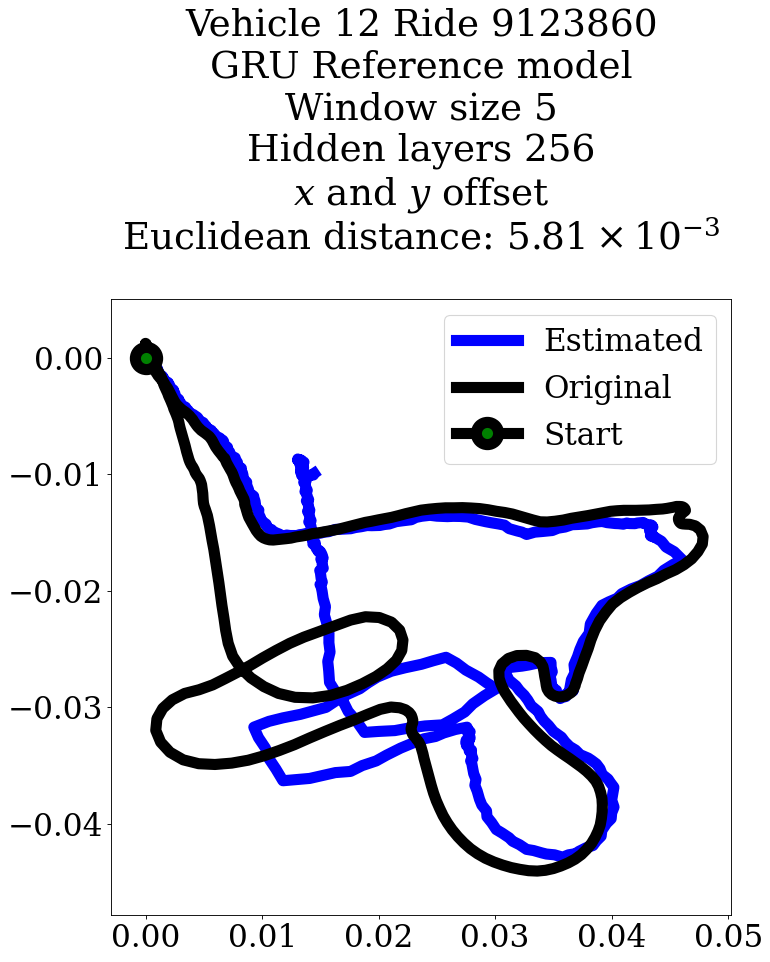 Vehicle 12 Ride 9123860
GRU Reference model
Window size 5
Hidden layers 256
x and y offset
Euclidean distance: 5.81 × 10⁻³
Estimated
Original
Start
0.00
−0.01
−0.02
−0.03
−0.04
0.00 0.01 0.02 0.03 0.04 0.05